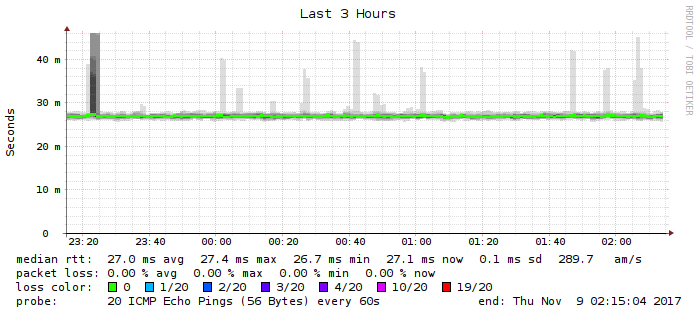 Last 3 Hours
RRDTOOL / TOBI OETIKER
Seconds
40 m
30 m
20 m
10 m
0
23:20 23:40 00:00 00:20 00:40 01:00 01:20 01:40 02:00
median rtt: 27.0 ms avg 27.4 ms max 26.7 ms min 27.1 ms now 0.1 ms sd 289.7 am/s
packet loss: 0.00 % avg 0.00 % max 0.00 % min 0.00 % now
loss color: 0 1/20 2/20 3/20 4/20 10/20 19/20
probe: 20 ICMP Echo Pings (56 Bytes) every 60s end: Thu Nov 9 02:15:04 2017